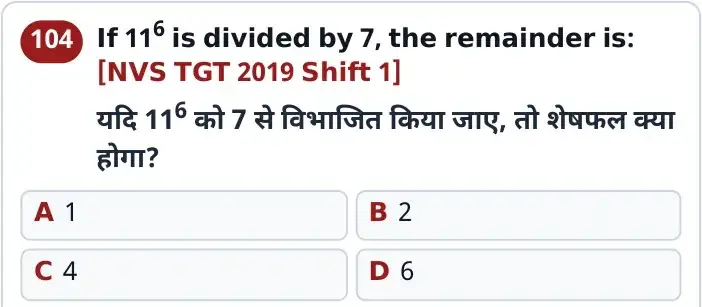 104 If 11⁶ is divided by 7, the remainder is:
[NVS TGT 2019 Shift 1]
यदि 11⁶ को 7 से विभाजित किया जाए, तो शेषफल क्या
होगा?
A 1
B 2
C 4
D 6